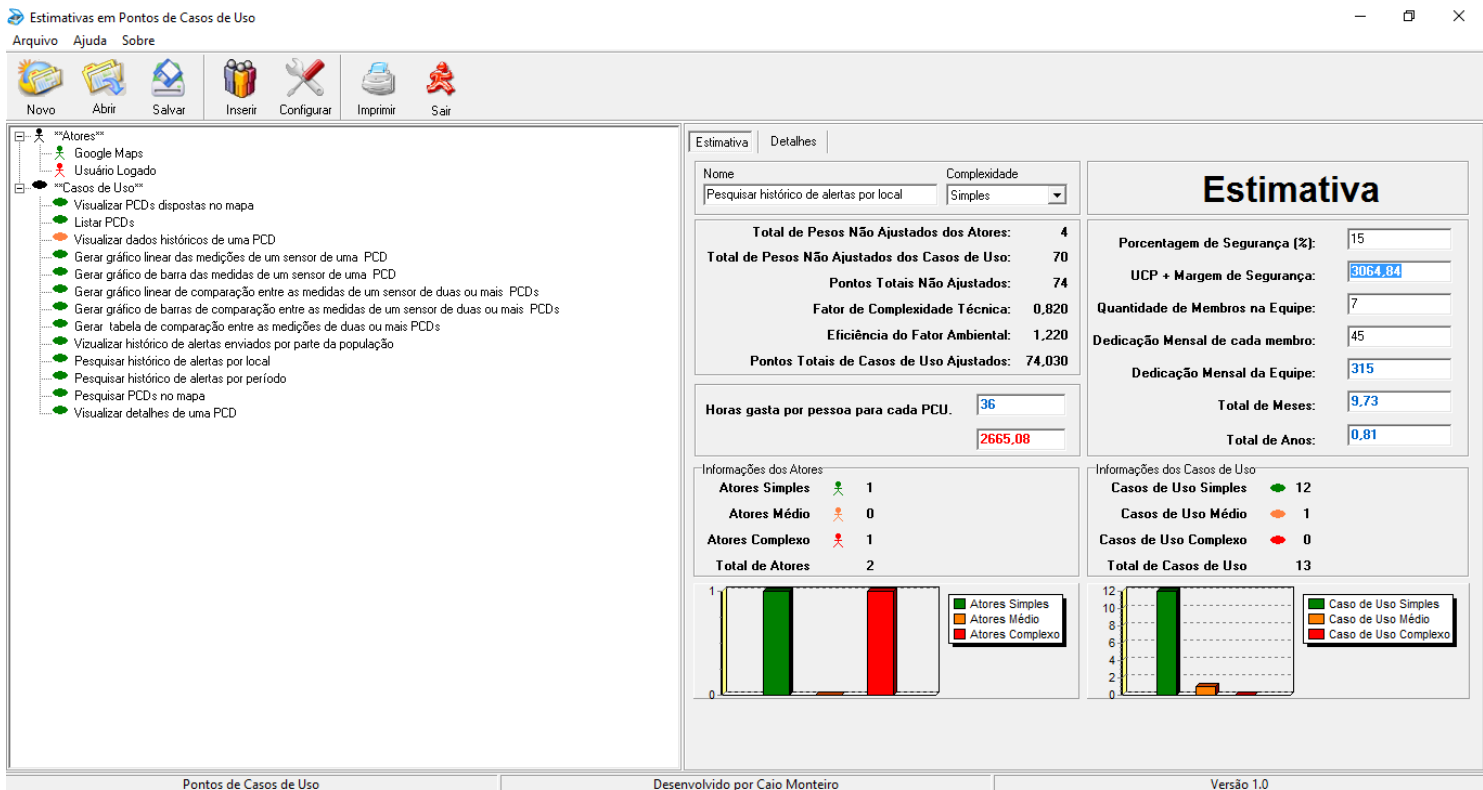 Estimativas em Pontos de Casos de Uso
Arquivo Ajuda Sobre
Novo Abrir Salvar Inserir Configurar Imprimir Sair
**Atores**
Google Maps
Usuário Logado
**Casos de Uso**
Visualizar PCDs dispostas no mapa
Listar PCDs
Visualizar dados históricos de uma PCD
Gerar gráfico linear das medições de um sensor de uma PCD
Gerar gráfico de barra das medidas de um sensor de uma PCD
Gerar gráfico linear de comparação entre as medidas de um sensor de duas ou mais PCDs
Gerar gráfico de barras de comparação entre as medidas de um sensor de duas ou mais PCDs
Gerar tabela de comparação entre as medições de duas ou mais PCDs
Vizualizar histórico de alertas enviados por parte da população
Pesquisar histórico de alertas por local
Pesquisar histórico de alertas por período
Pesquisar PCDs no mapa
Visualizar detalhes de uma PCD
Estimativa Detalhes
Nome Complexidade
Pesquisar histórico de alertas por local Simples
Total de Pesos Não Ajustados dos Atores: 4
Total de Pesos Não Ajustados dos Casos de Uso: 70
Pontos Totais Não Ajustados: 74
Fator de Complexidade Técnica: 0,820
Eficiência do Fator Ambiental: 1,220
Pontos Totais de Casos de Uso Ajustados: 74,030
Horas gasta por pessoa para cada PCU. 36
2665,08
Estimativa
Porcentagem de Segurança (%): 15
UCP + Margem de Segurança: 3064,84
Quantidade de Membros na Equipe: 7
Dedicação Mensal de cada membro: 45
Dedicação Mensal da Equipe: 315
Total de Meses: 9,73
Total de Anos: 0,81
Informações dos Atores
Atores Simples 1
Atores Médio 0
Atores Complexo 1
Total de Atores 2
Informações dos Casos de Uso
Casos de Uso Simples 12
Casos de Uso Médio 1
Casos de Uso Complexo 0
Total de Casos de Uso 13
1
0
Atores Simples
Atores Médio
Atores Complexo
12
10
8
6
4
2
0
Caso de Uso Simples
Caso de Uso Médio
Caso de Uso Complexo
Pontos de Casos de Uso Desenvolvido por Caio Monteiro Versão 1.0